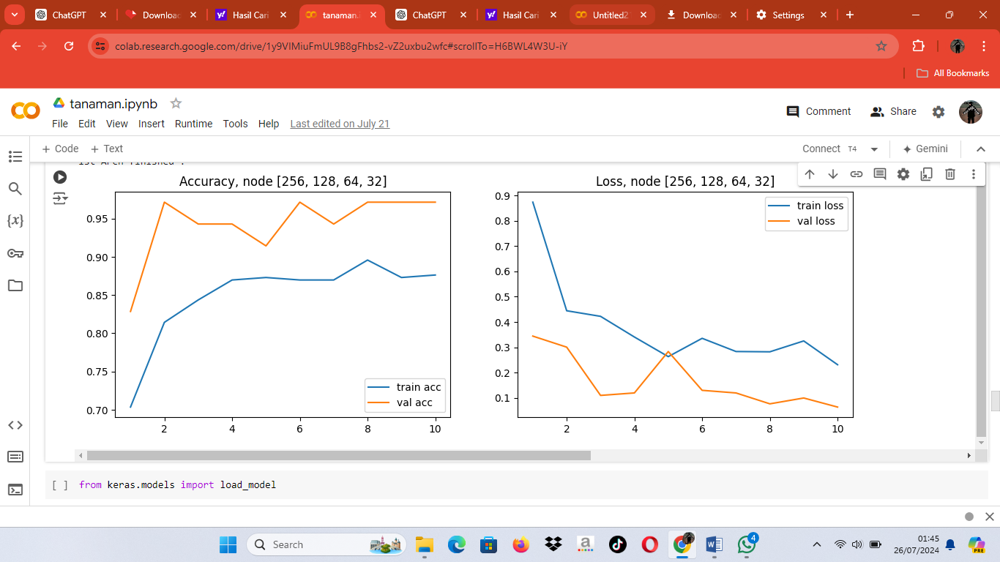 ChatGPT
Download
Hasil Cari
tanaman.
ChatGPT
Hasil Cari
Untitled2
Download
Settings
colab.research.google.com/drive/1y9VIMiuFmUL9B8gFhbs2-vZ2uxbu2wfc#scrollTo=H6BWL4W3U-iY
All Bookmarks
tanaman.ipynb
File Edit View Insert Runtime Tools Help Last edited on July 21
Comment
Share
+ Code + Text
Connect T4
Gemini
Accuracy, node [256, 128, 64, 32]
0.95
0.90
0.85
0.80
0.75
0.70
train acc
val acc
2 4 6 8 10
Loss, node [256, 128, 64, 32]
0.9
0.8
0.7
0.6
0.5
0.4
0.3
0.2
0.1
train loss
val loss
2 4 6 8 10
[ ] from keras.models import load_model
Search
4
PRE
01:45
26/07/2024